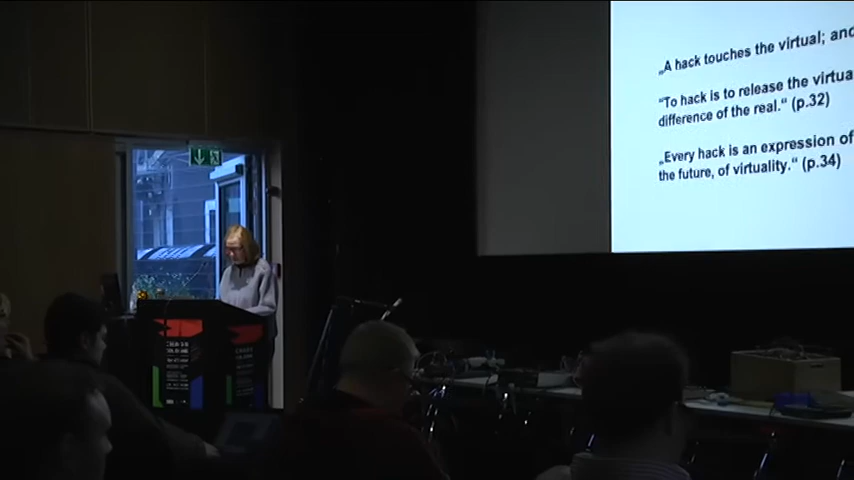 „A hack touches the virtual; and
“To hack is to release the virtua
difference of the real.“ (p.32)
„Every hack is an expression of
the future, of virtuality.“ (p.34)